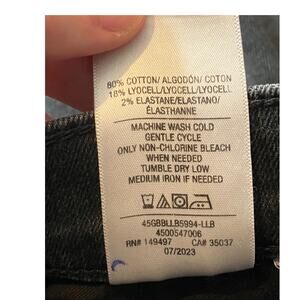 80% COTTON/ ALGODÓN/ COTON
18% LYOCELL/LYOCELL/LYOCELL
2% ELASTANE/ELASTANO/
ÉLASTHANNE
MACHINE WASH COLD
GENTLE CYCLE
ONLY NON-CHLORINE BLEACH
WHEN NEEDED
TUMBLE DRY LOW
MEDIUM IRON IF NEEDED
45GBBLLB5994-LLB
4500547006
RN# 149497 CA# 35037
07/2023